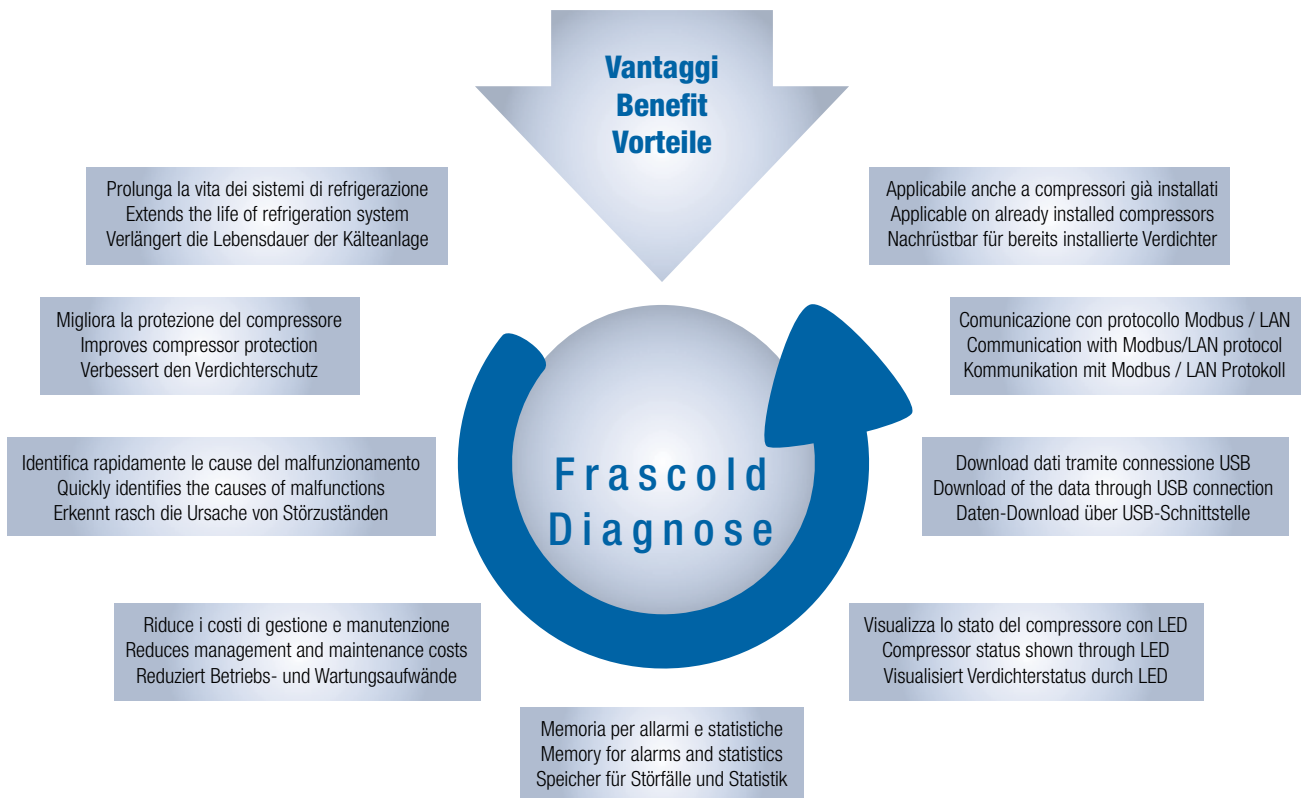 Vantaggi
Benefit
Vorteile
Prolunga la vita dei sistemi di refrigerazione
Extends the life of refrigeration system
Verlängert die Lebensdauer der Kälteanlage
Applicabile anche a compressori già installati
Applicable on already installed compressors
Nachrüstbar für bereits installierte Verdichter
Migliora la protezione del compressore
Improves compressor protection
Verbessert den Verdichterschutz
Comunicazione con protocollo Modbus / LAN
Communication with Modbus/LAN protocol
Kommunikation mit Modbus / LAN Protokoll
Identifica rapidamente le cause del malfunzionamento
Quickly identifies the causes of malfunctions
Erkennt rasch die Ursache von Störzuständen
Frascold
Diagnose
Download dati tramite connessione USB
Download of the data through USB connection
Daten-Download über USB-Schnittstelle
Riduce i costi di gestione e manutenzione
Reduces management and maintenance costs
Reduziert Betriebs- und Wartungsaufwände
Visualizza lo stato del compressore con LED
Compressor status shown through LED
Visualisiert Verdichterstatus durch LED
Memoria per allarmi e statistiche
Memory for alarms and statistics
Speicher für Störfälle und Statistik